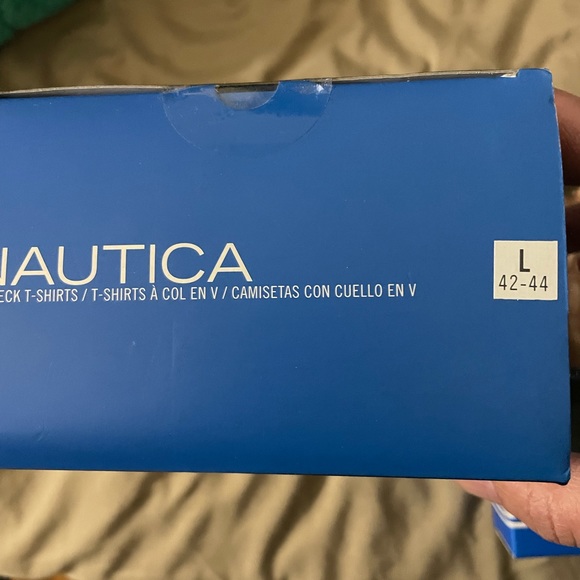 NAUTICA
ECK T-SHIRTS / T-SHIRTS À COL EN V / CAMISETAS CON CUELLO EN V
L
42-44